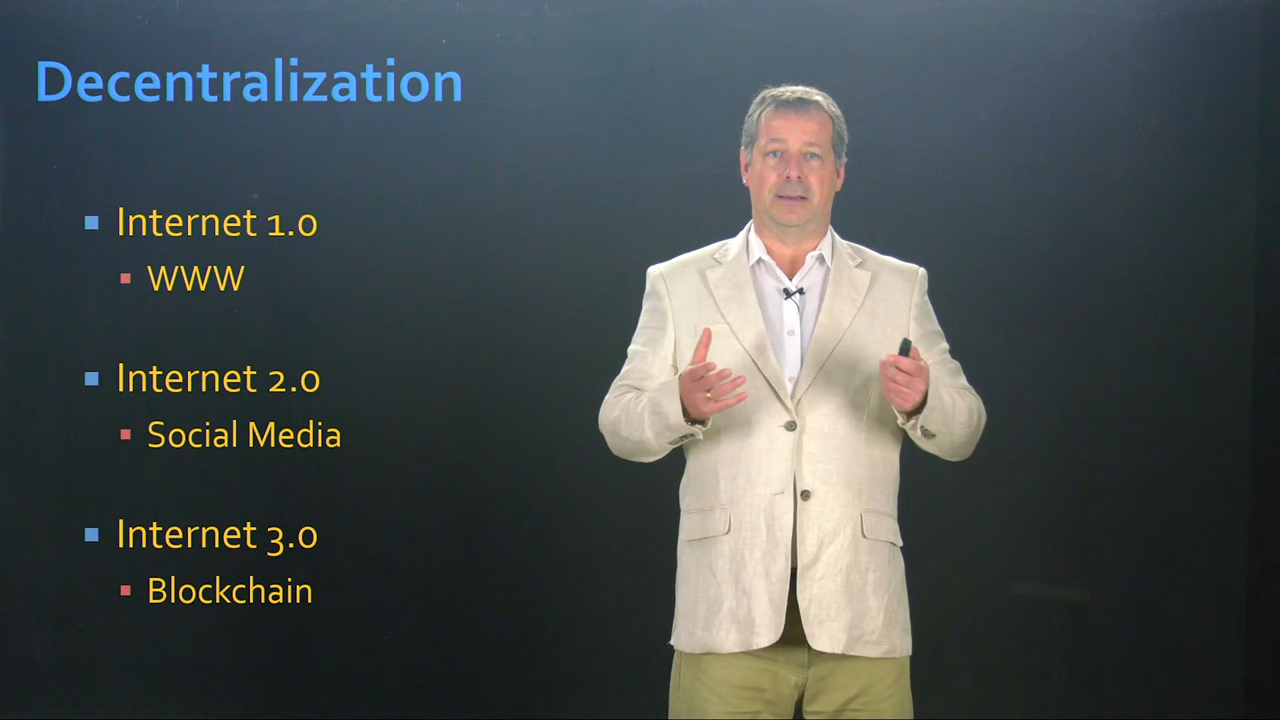 Decentralization
Internet 1.0
WWW
Internet 2.0
Social Media
Internet 3.0
Blockchain